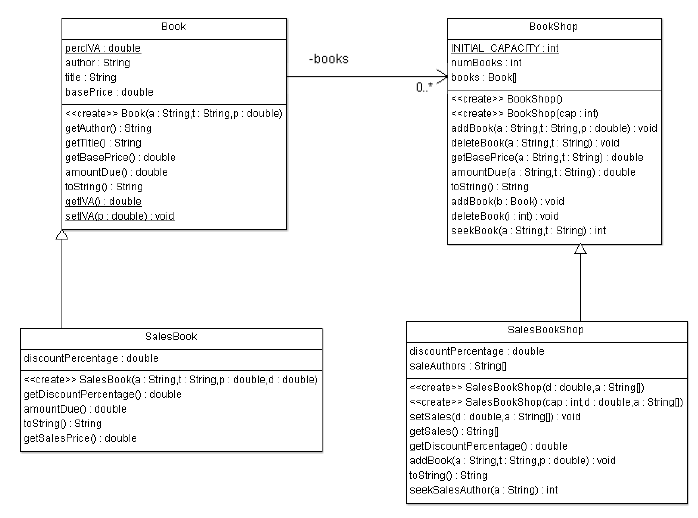 Book
percIVA : double
author : String
title : String
basePrice : double
<<create>> Book(a : String,t : String,p : double)
getAuthor() : String
getTitle() : String
getBasePrice() : double
amountDue() : double
toString() : String
getIVA() : double
setIVA(p : double) : void
-books
0..*
BookShop
INITIAL_CAPACITY : int
numBooks : int
books : Book[]
<<create>> BookShop()
<<create>> BookShop(cap : int)
addBook(a : String,t : String,p : double) : void
deleteBook(a : String,t : String) : void
getBasePrice(a : String,t : String) : double
amountDue(a : String,t : String) : double
toString() : String
addBook(b : Book) : void
deleteBook(i : int) : void
seekBook(a : String,t : String) : int
SalesBook
discountPercentage : double
<<create>> SalesBook(a : String,t : String,p : double,d : double)
getDiscountPercentage() : double
amountDue() : double
toString() : String
getSalesPrice() : double
SalesBookShop
discountPercentage : double
saleAuthors : String[]
<<create>> SalesBookShop(d : double,a : String[])
<<create>> SalesBookShop(cap : int,d : double,a : String[])
setSales(d : double,a : String[]) : void
getSales() : String[]
getDiscountPercentage() : double
addBook(a : String,t : String,p : double) : void
toString() : String
seekSalesAuthor(a : String) : int